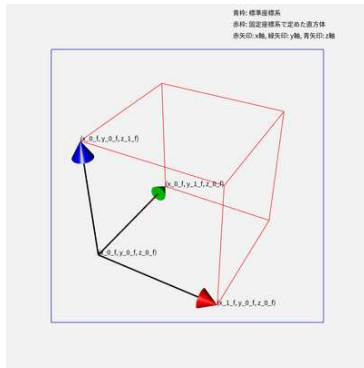 青枠: 標準座標系
赤枠: 固定座標系で定めた直方体
赤矢印: x軸, 緑矢印: y軸, 青矢印: z軸
(x_0_f, y_0_f, z_1_f)
(x_0_f, y_1_f, z_0_f)
(x_0_f, y_0_f, z_0_f)
(x_1_f, y_0_f, z_0_f)